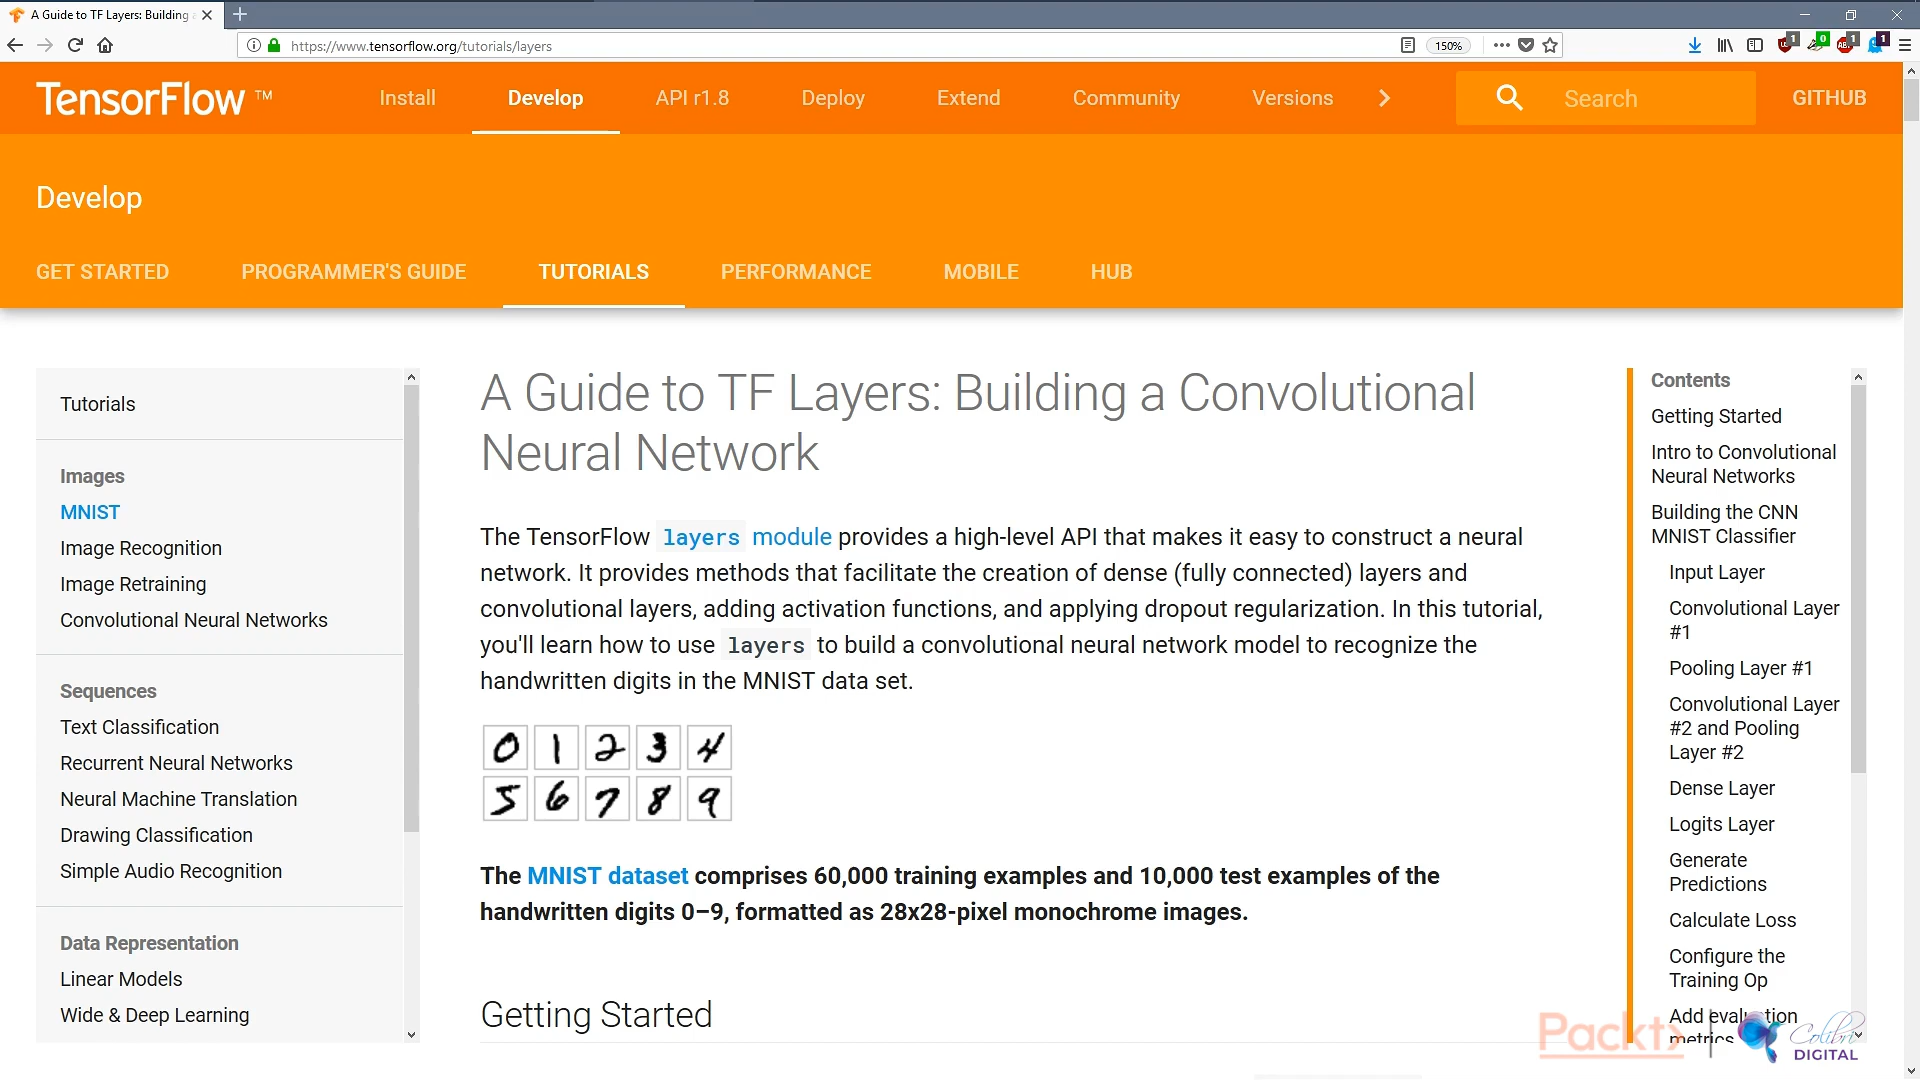 A Guide to TF Layers: Building
https://www.tensorflow.org/tutorials/layers
150%
1
0
1
1
TensorFlow ™
Install
Develop
API r1.8
Deploy
Extend
Community
Versions
Search
GITHUB
Develop
GET STARTED
PROGRAMMER'S GUIDE
TUTORIALS
PERFORMANCE
MOBILE
HUB
Tutorials
Images
MNIST
Image Recognition
Image Retraining
Convolutional Neural Networks
Sequences
Text Classification
Recurrent Neural Networks
Neural Machine Translation
Drawing Classification
Simple Audio Recognition
Data Representation
Linear Models
Wide & Deep Learning
A Guide to TF Layers: Building a Convolutional
Neural Network
The TensorFlow layers module provides a high-level API that makes it easy to construct a neural
network. It provides methods that facilitate the creation of dense (fully connected) layers and
convolutional layers, adding activation functions, and applying dropout regularization. In this tutorial,
you'll learn how to use layers to build a convolutional neural network model to recognize the
handwritten digits in the MNIST data set.
0 1 2 3 4
5 6 7 8 9
The MNIST dataset comprises 60,000 training examples and 10,000 test examples of the
handwritten digits 0–9, formatted as 28x28-pixel monochrome images.
Getting Started
Contents
Getting Started
Intro to Convolutional
Neural Networks
Building the CNN
MNIST Classifier
Input Layer
Convolutional Layer
#1
Pooling Layer #1
Convolutional Layer
#2 and Pooling
Layer #2
Dense Layer
Logits Layer
Generate
Predictions
Calculate Loss
Configure the
Training Op
Add evaluation
metrics
Packt>
Colibri
DIGITAL